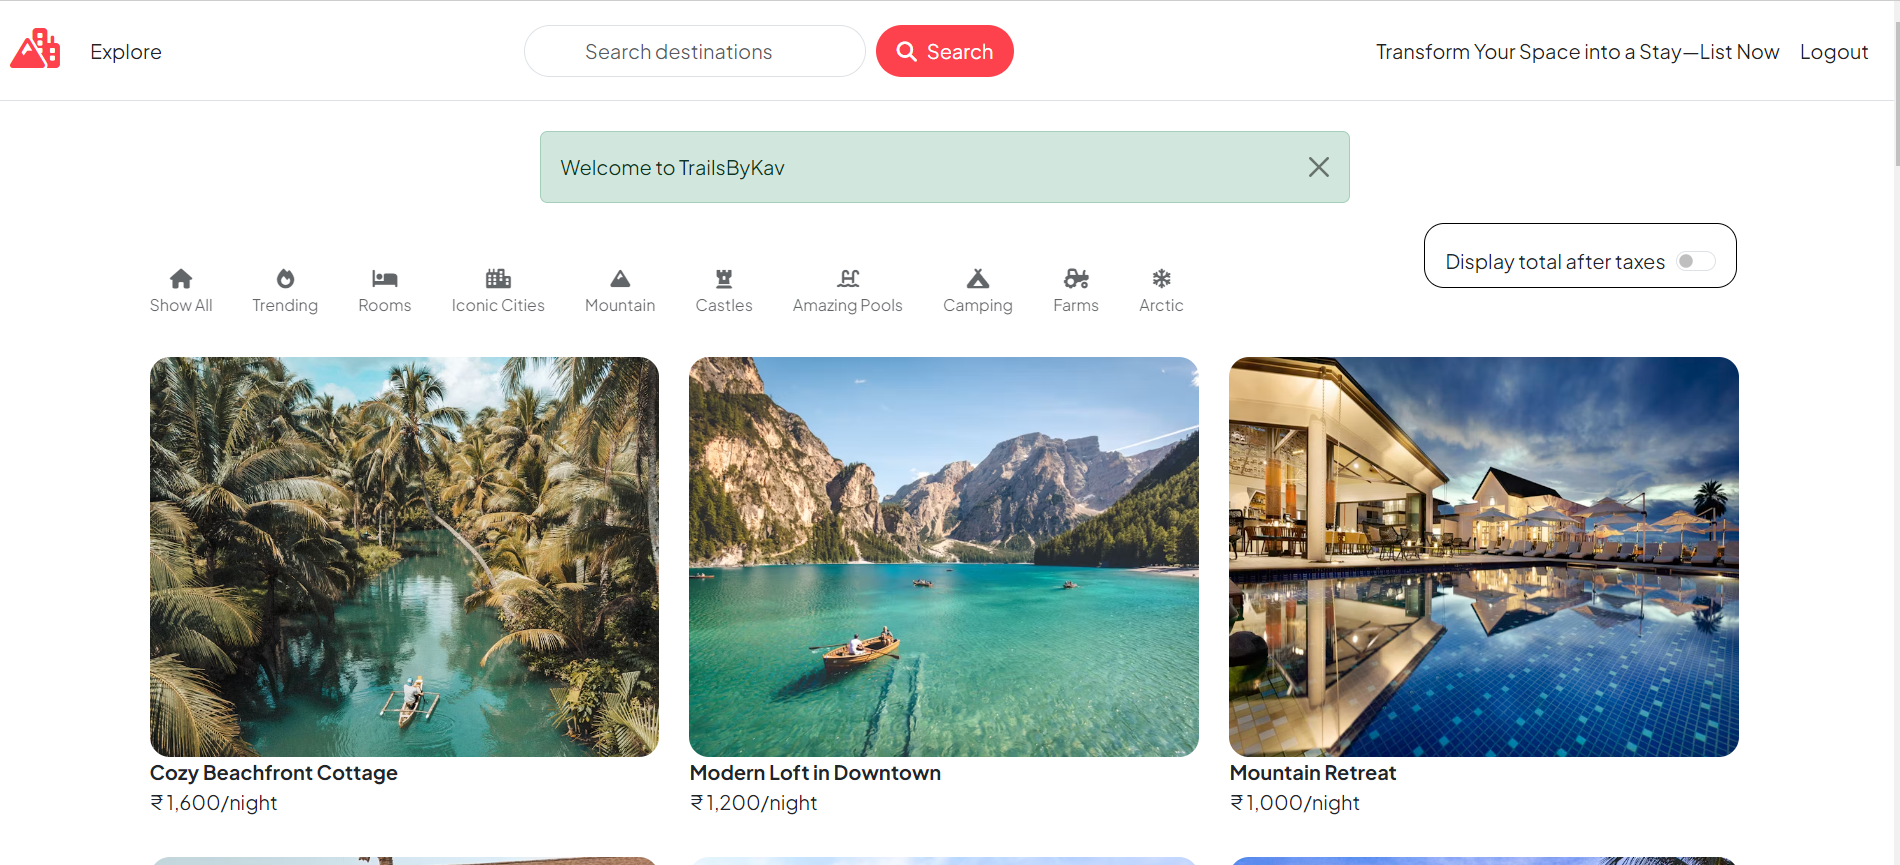 Explore
Search destinations
Search
Transform Your Space into a Stay—List Now
Logout
Welcome to TrailsByKav
Display total after taxes
Show All
Trending
Rooms
Iconic Cities
Mountain
Castles
Amazing Pools
Camping
Farms
Arctic
Cozy Beachfront Cottage
₹1,600/night
Modern Loft in Downtown
₹1,200/night
Mountain Retreat
₹1,000/night